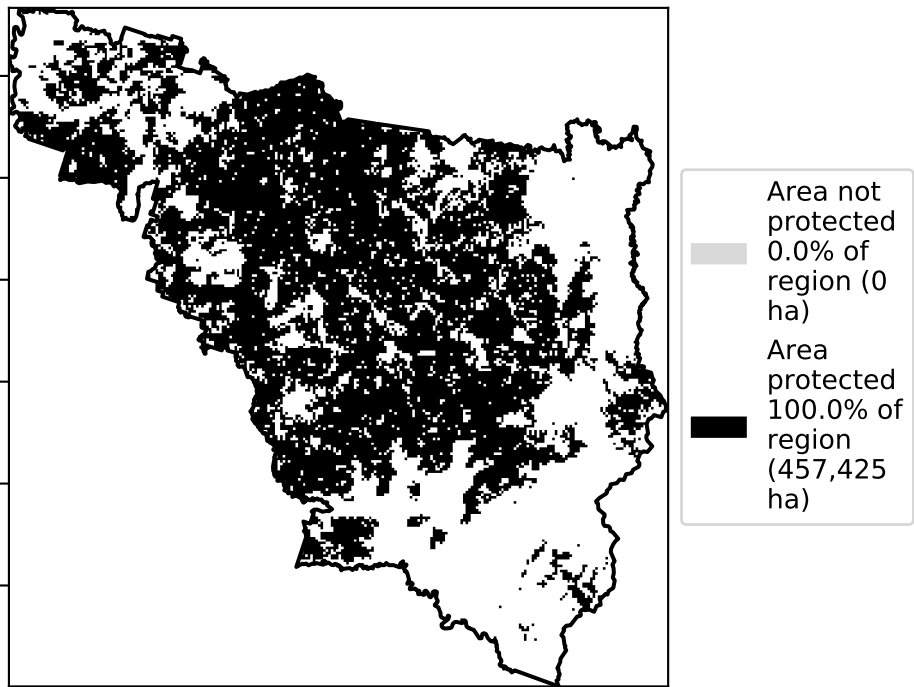 Area not
protected
0.0% of
region (0
ha)
Area
protected
100.0% of
region
(457,425
ha)